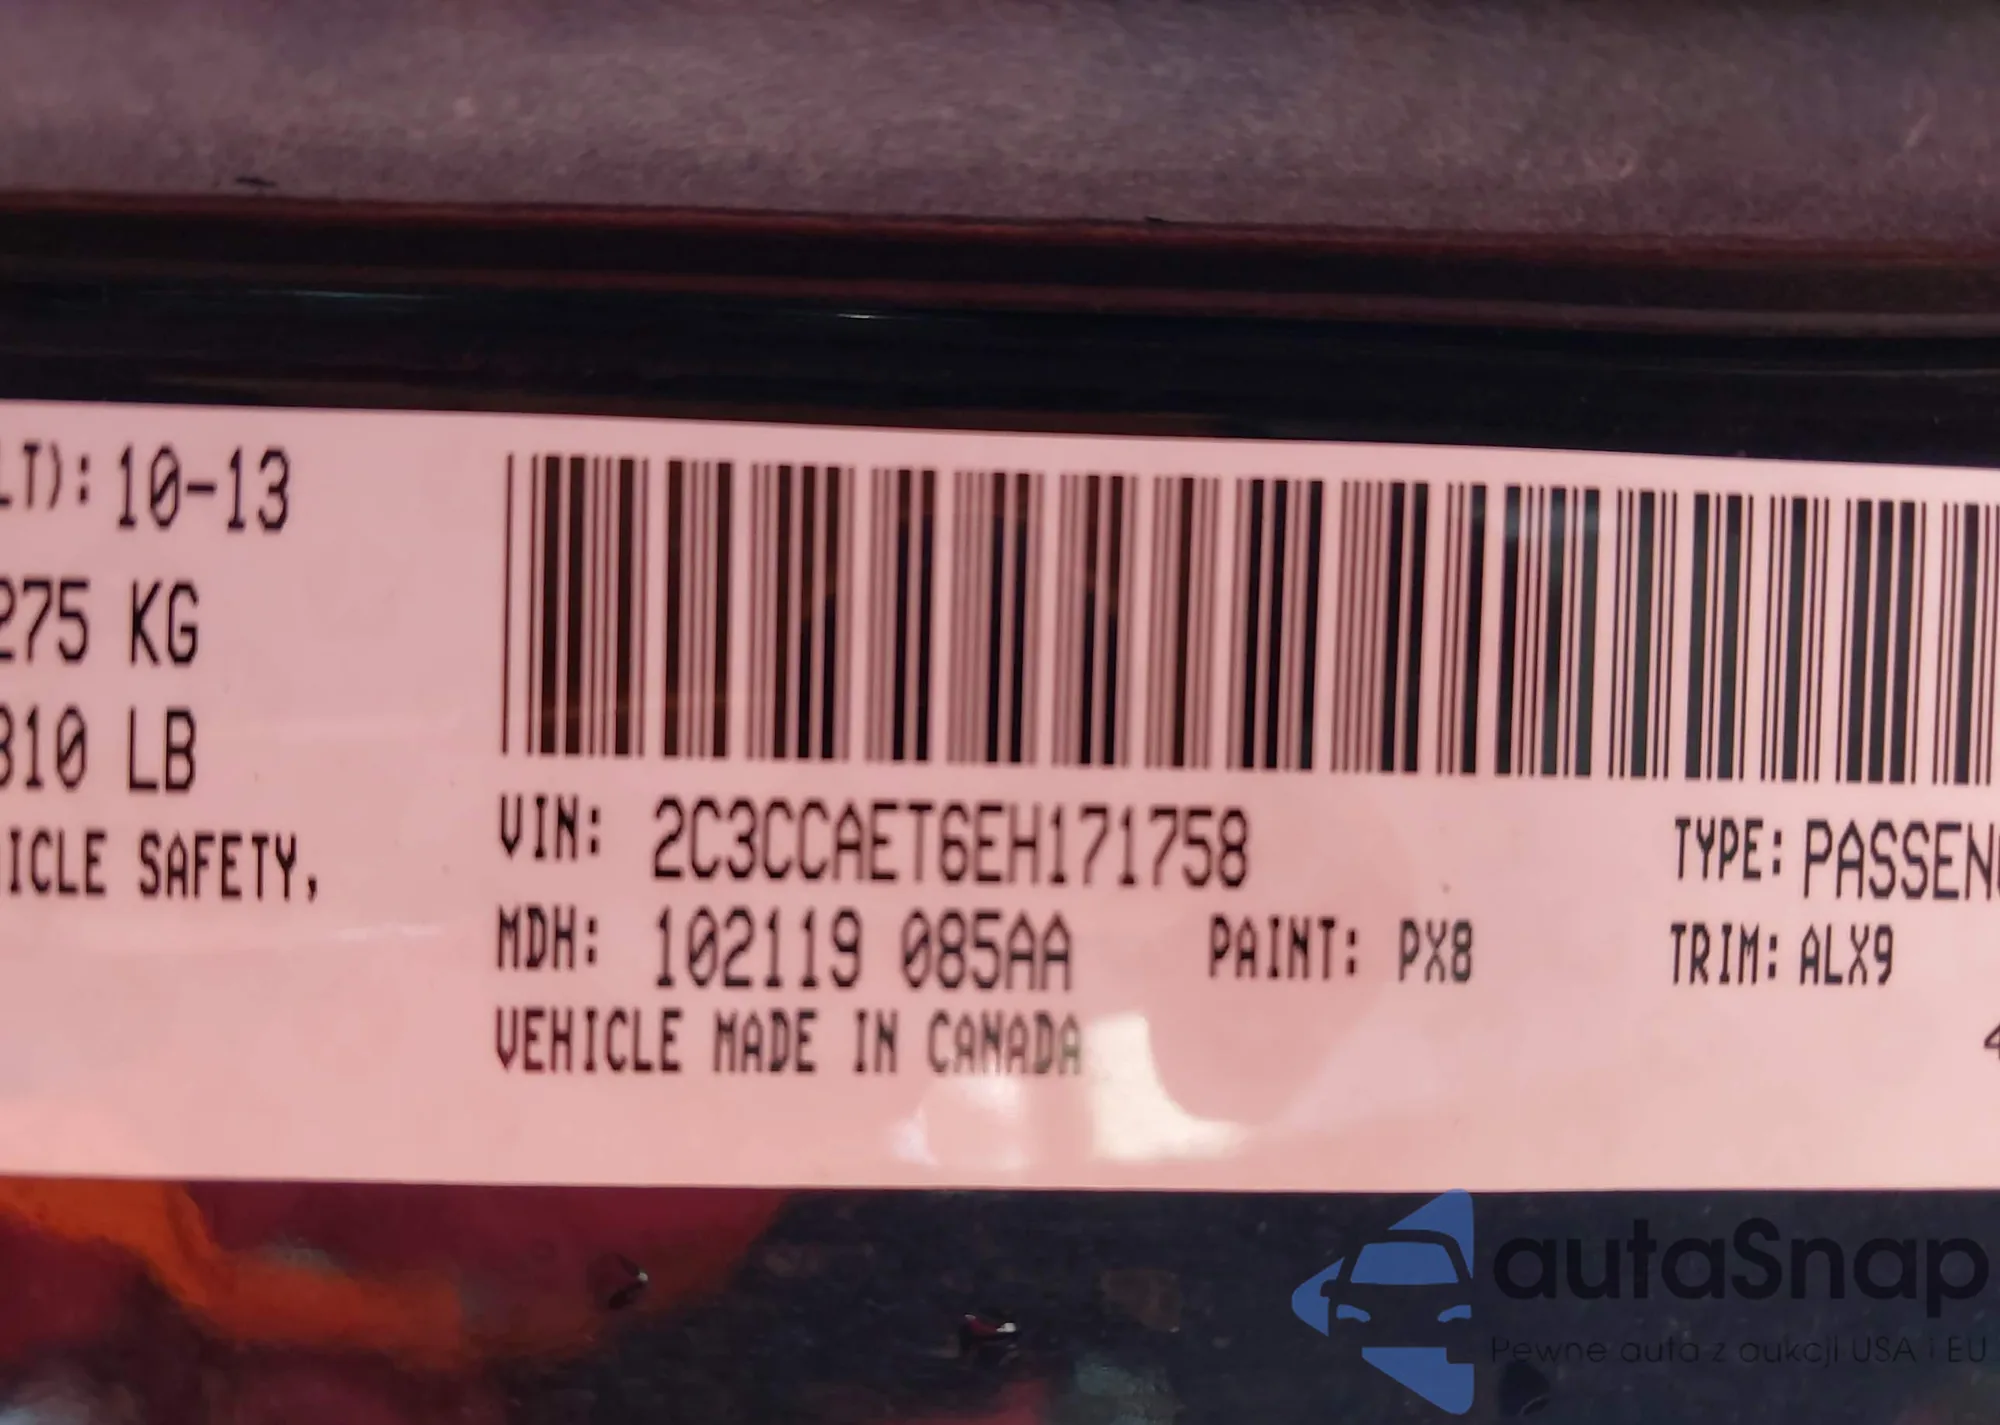 LT): 10-13
275 KG
310 LB
ICLE SAFETY,
VIN: 2C3CCAET6EH171758
TYPE: PASSEN
MDH: 102119 085AA
PAINT: PX8
TRIM: ALX9
VEHICLE MADE IN CANADA
4
autaSnap
Pewne auta z aukcji USA i EU